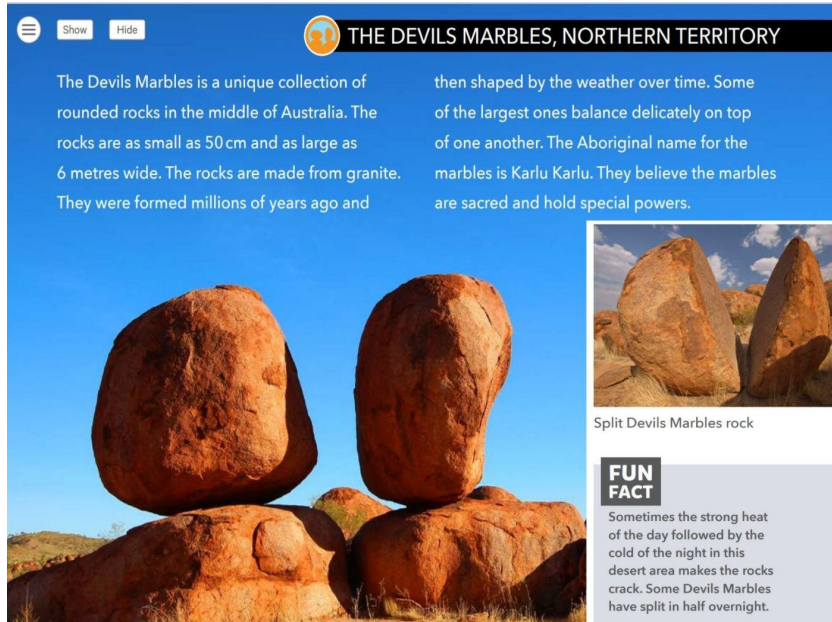 Show
Hide
THE DEVILS MARBLES, NORTHERN TERRITORY
The Devils Marbles is a unique collection of
rounded rocks in the middle of Australia. The
rocks are as small as 50 cm and as large as
6 metres wide. The rocks are made from granite.
They were formed millions of years ago and
then shaped by the weather over time. Some
of the largest ones balance delicately on top
of one another. The Aboriginal name for the
marbles is Karlu Karlu. They believe the marbles
are sacred and hold special powers.
Split Devils Marbles rock
FUN
FACT
Sometimes the strong heat
of the day followed by the
cold of the night in this
desert area makes the rocks
crack. Some Devils Marbles
have split in half overnight.